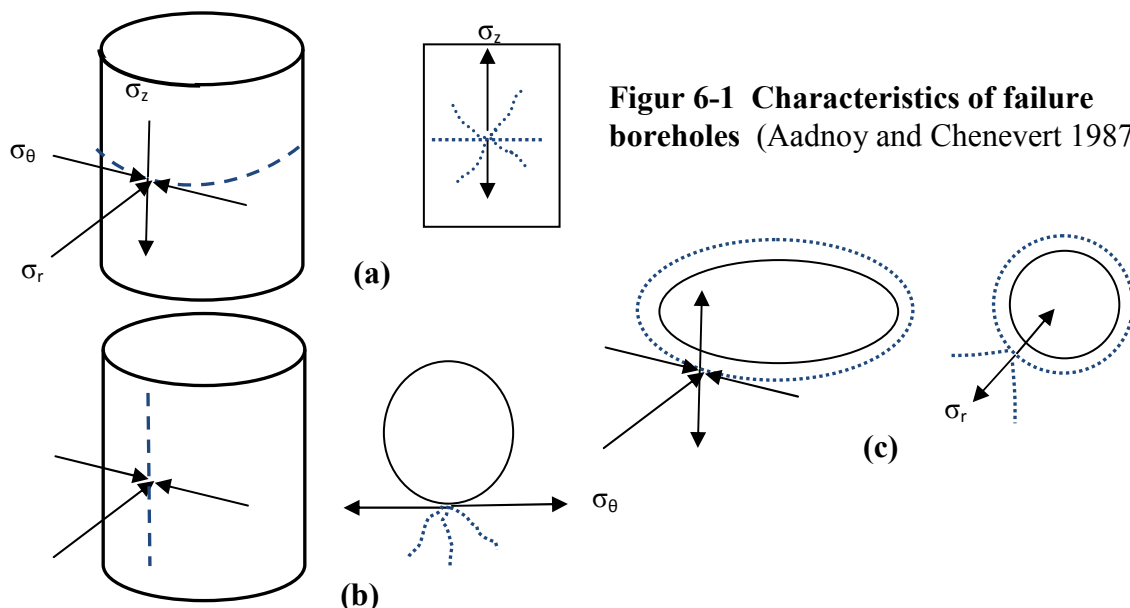 σz
Figur 6-1 Characteristics of failure
boreholes (Aadnoy and Chenevert 1987
σz
σθ
σr
(a)
σr
(c)
σθ
(b)